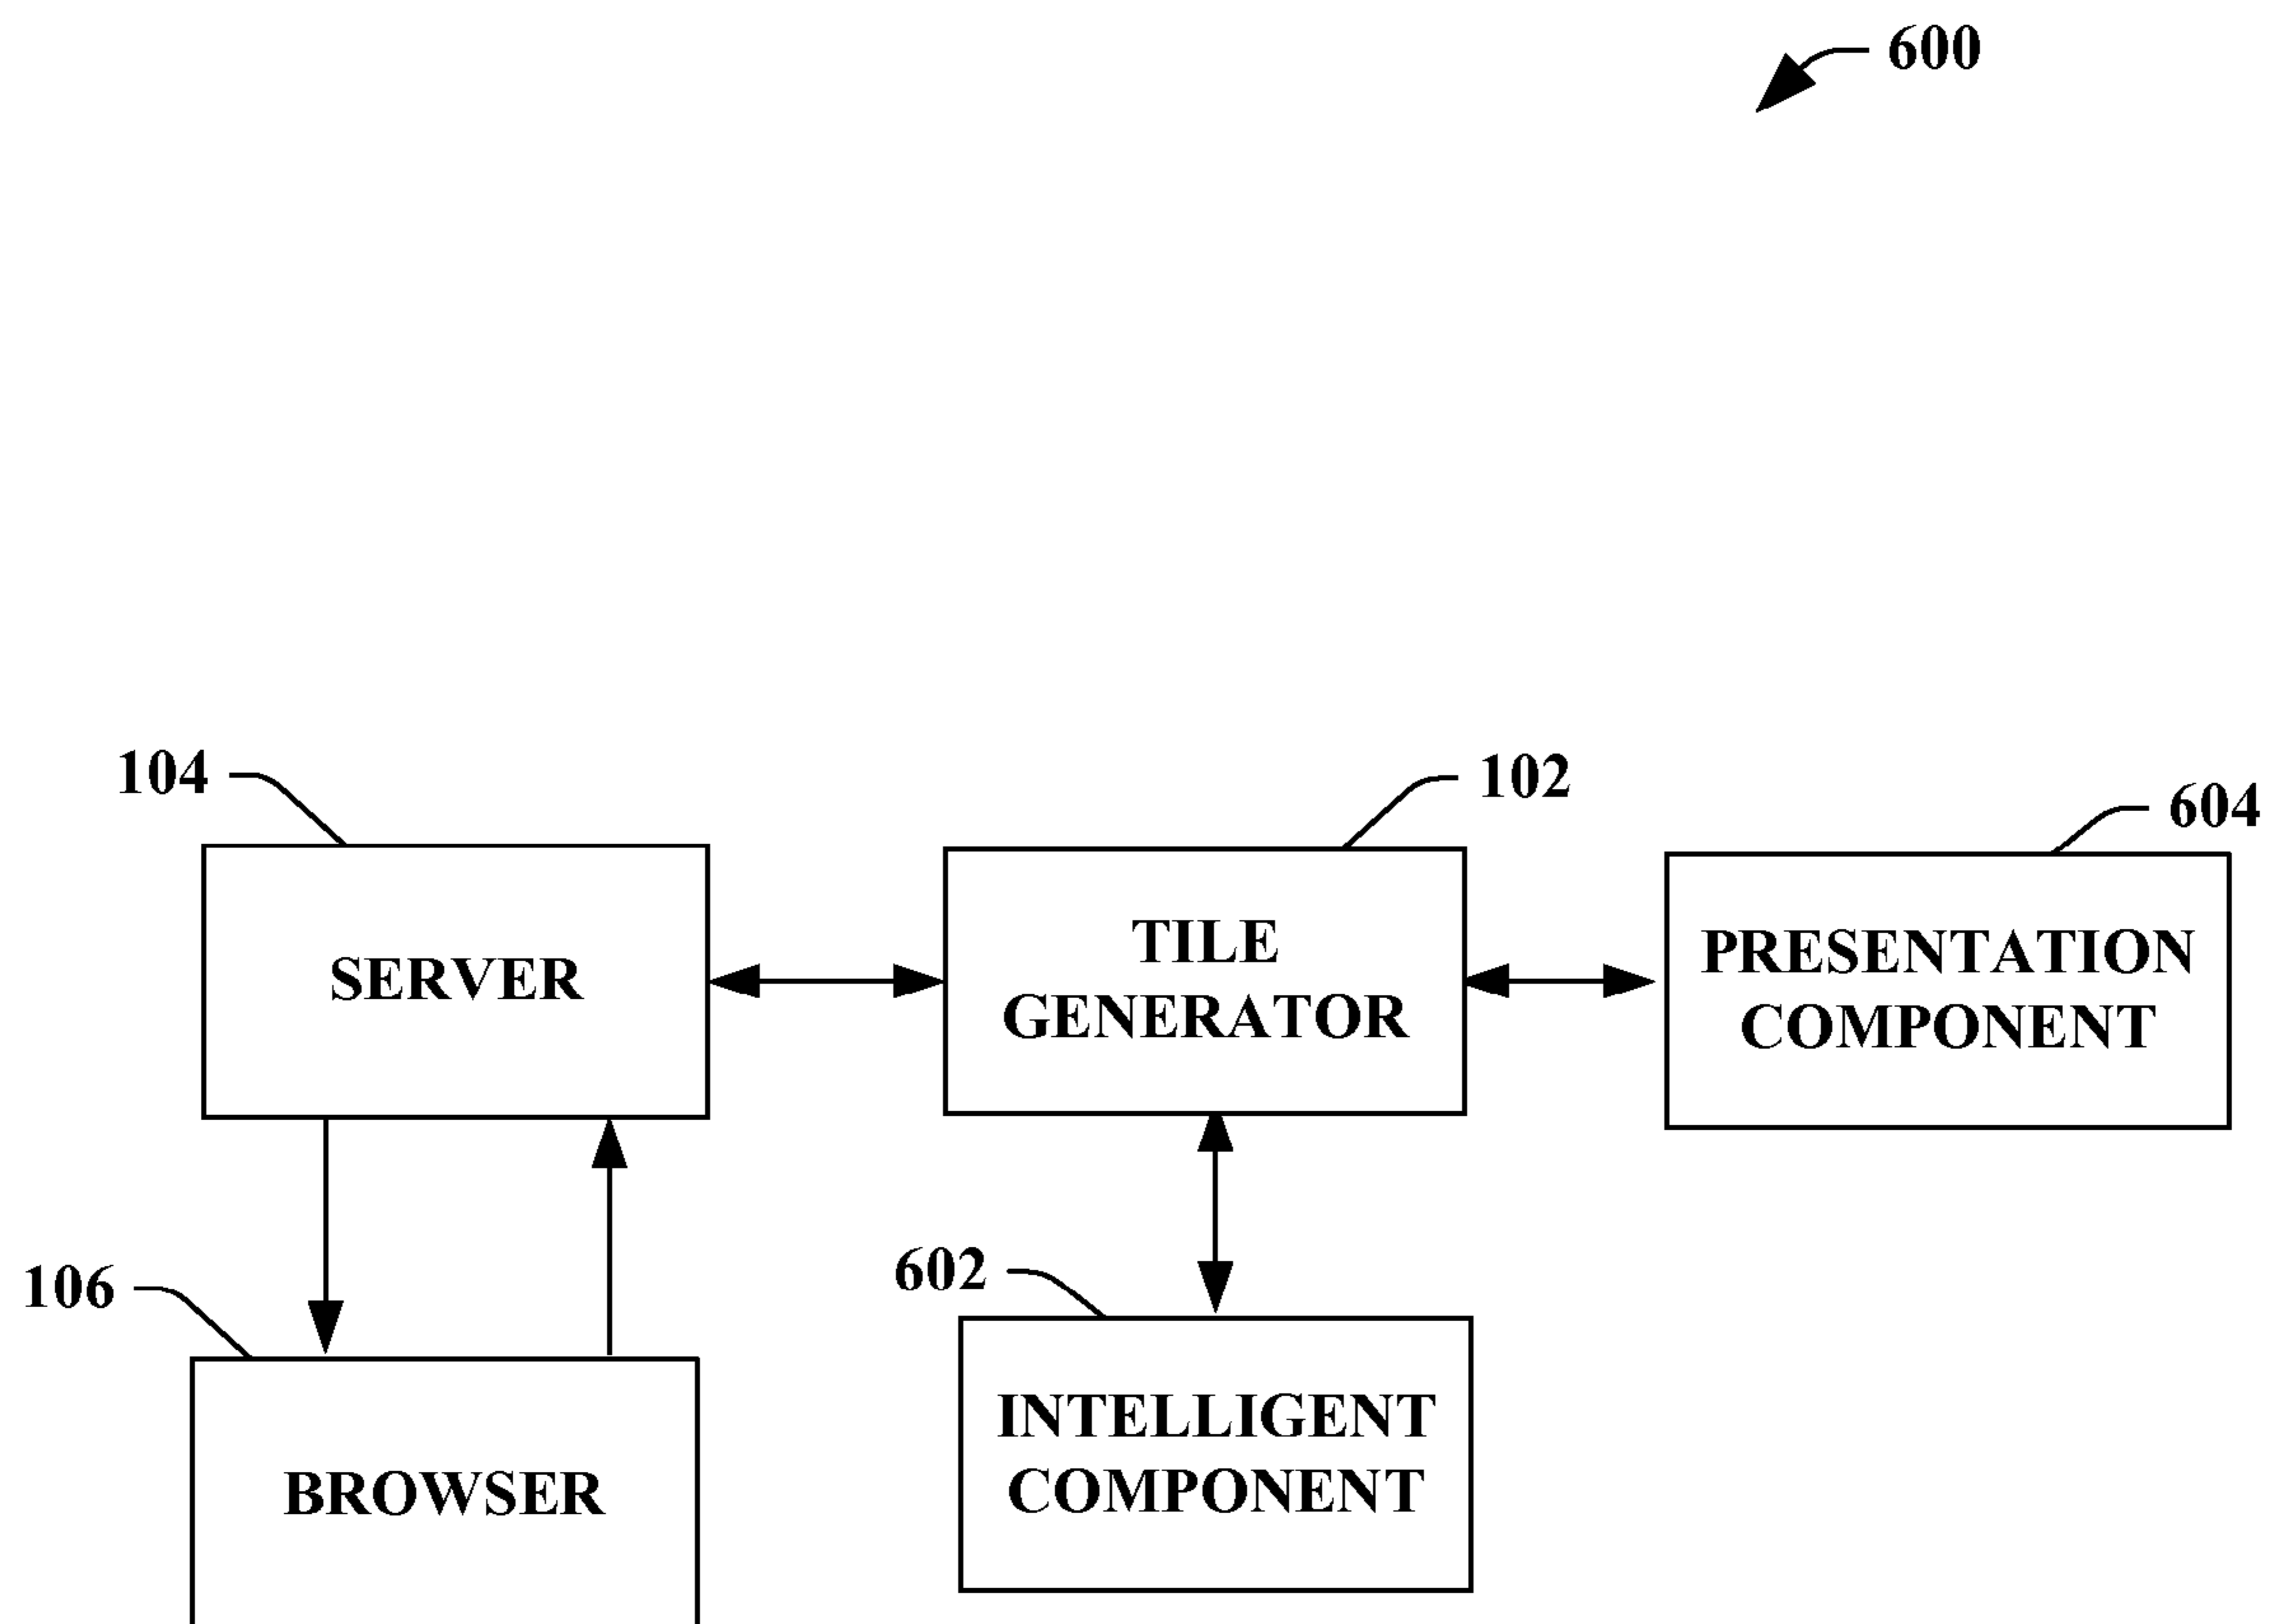 600
104
102
604
SERVER
TILE
GENERATOR
PRESENTATION
COMPONENT
106
602
BROWSER
INTELLIGENT
COMPONENT